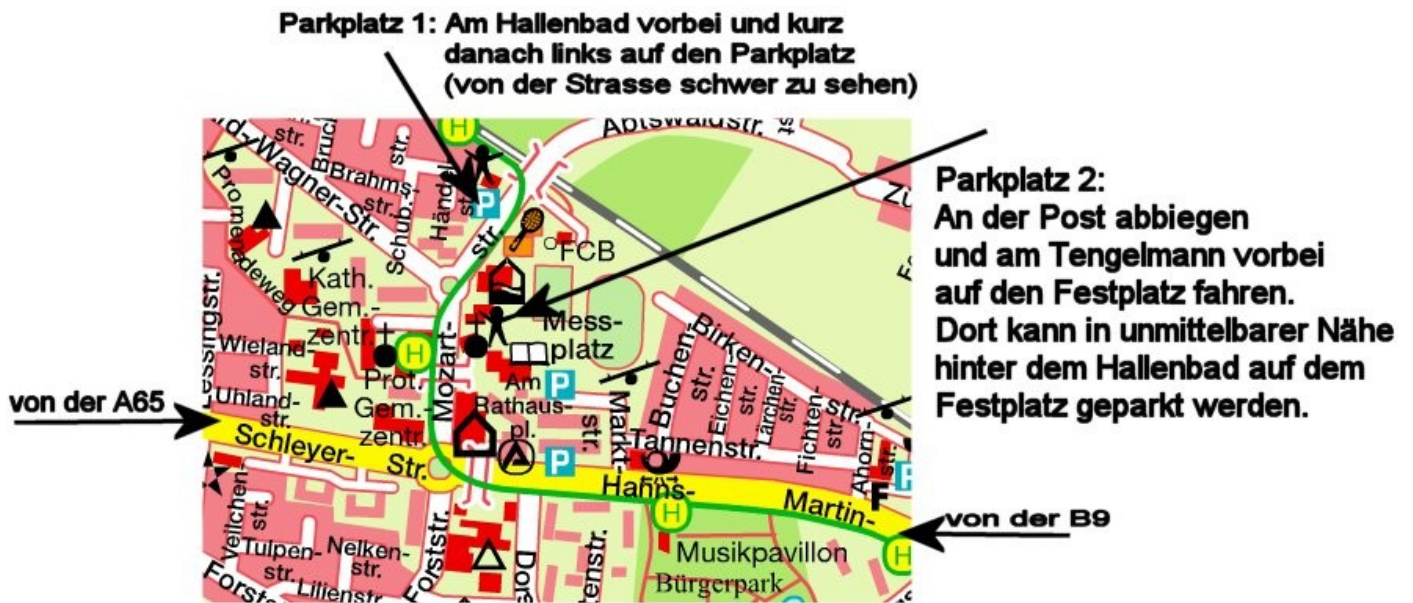 Parkplatz 1: Am Hallenbad vorbei und kurz
danach links auf den Parkplatz
(von der Strasse schwer zu sehen)
Parkplatz 2:
An der Post abbiegen
und am Tengelmann vorbei
auf den Festplatz fahren.
Dort kann in unmittelbarer Nähe
hinter dem Hallenbad auf dem
Festplatz geparkt werden.
von der A65
von der B9
H
Abtswaldstr.
Wagner-Str.
Brahms-
str.
Schub.
str.
Händel
str.
P
Promenadeweg
Kath.
Gem.-
zentr.
FCB
Mess-
platz
Mozart-
str.
H
Prot.
Gem.-
zentr.
Wieland-
str.
Uhland-
str.
Am
Rathaus-
pl.
P
P
Markt-
str.
Buchen-
str.
Birken-
str.
Eichen-
str.
Lärchen-
str.
Fichten-
str.
Ahorn-
str.
Tannenstr.
P
F
Schleyer-
Str.
Hanns-
Martin-
H
H
Veilchen-
str.
Tulpen-
str.
Nelken-
str.
Lilienstr.
Forststr.
Musikpavillon
Bürgerpark